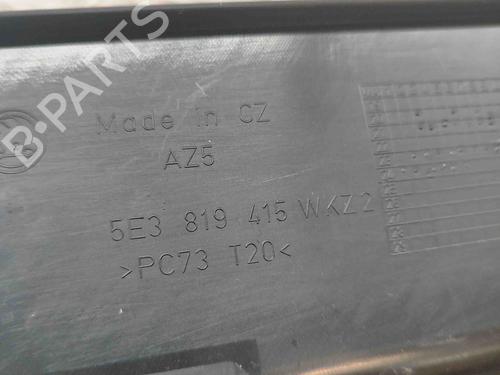 B-PARTS
Made in CZ
AZ5
5E3 819 415 WKZ2
>PC73 T20<